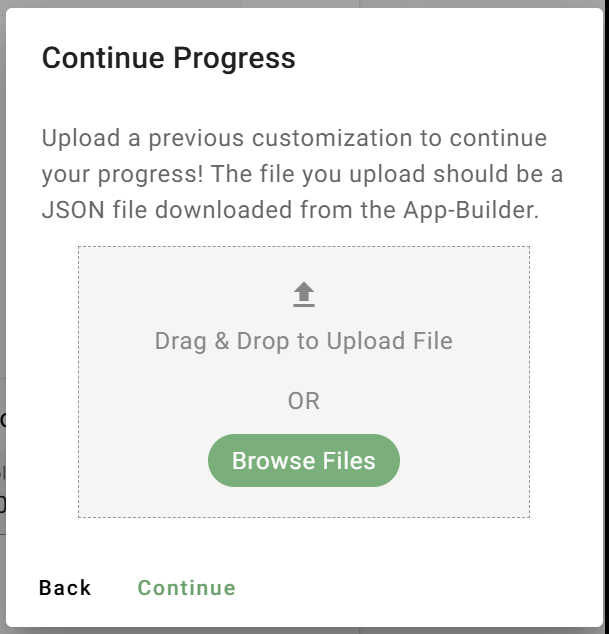 Continue Progress
Upload a previous customization to continue
your progress! The file you upload should be a
JSON file downloaded from the App-Builder.
Drag & Drop to Upload File
OR
Browse Files
Back
Continue